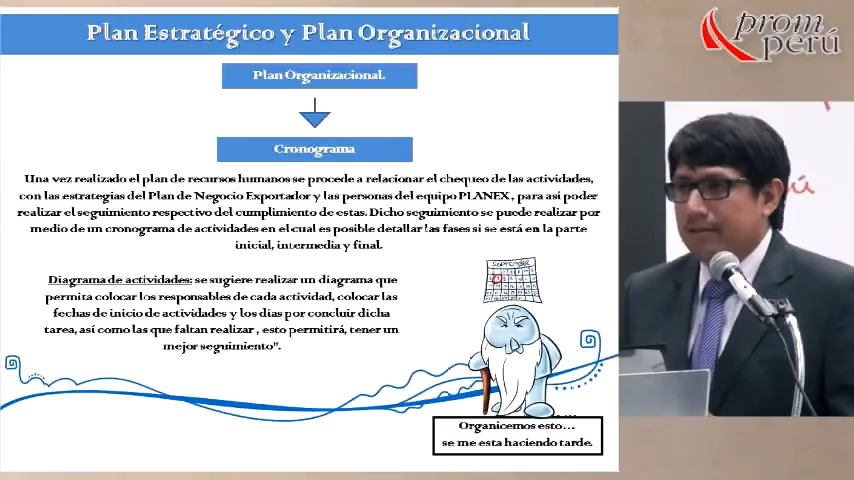 Plan Estratégico y Plan Organizacional
prom
perú
Plan Organizacional.
Cronograma
Una vez realizado el plan de recursos humanos se procede a relacionar el chequeo de las actividades,
con las estrategias del Plan de Negocio Exportador y las personas del equipo PLANEX , para así poder
realizar el seguimiento respectivo del cumplimiento de estas. Dicho seguimiento se puede realizar por
medio de un cronograma de actividades en el cual es posible detallar las fases si se está en la parte
inicial, intermedia y final.
Diagrama de actividades: se sugiere realizar un diagrama que
permita colocar los responsables de cada actividad, colocar las
fechas de inicio de actividades y los días por concluir dicha
tarea, así como las que faltan realizar , esto permitirá, tener un
mejor seguimiento”.
SEPTEMBER
Organicemos esto...
se me esta haciendo tarde.